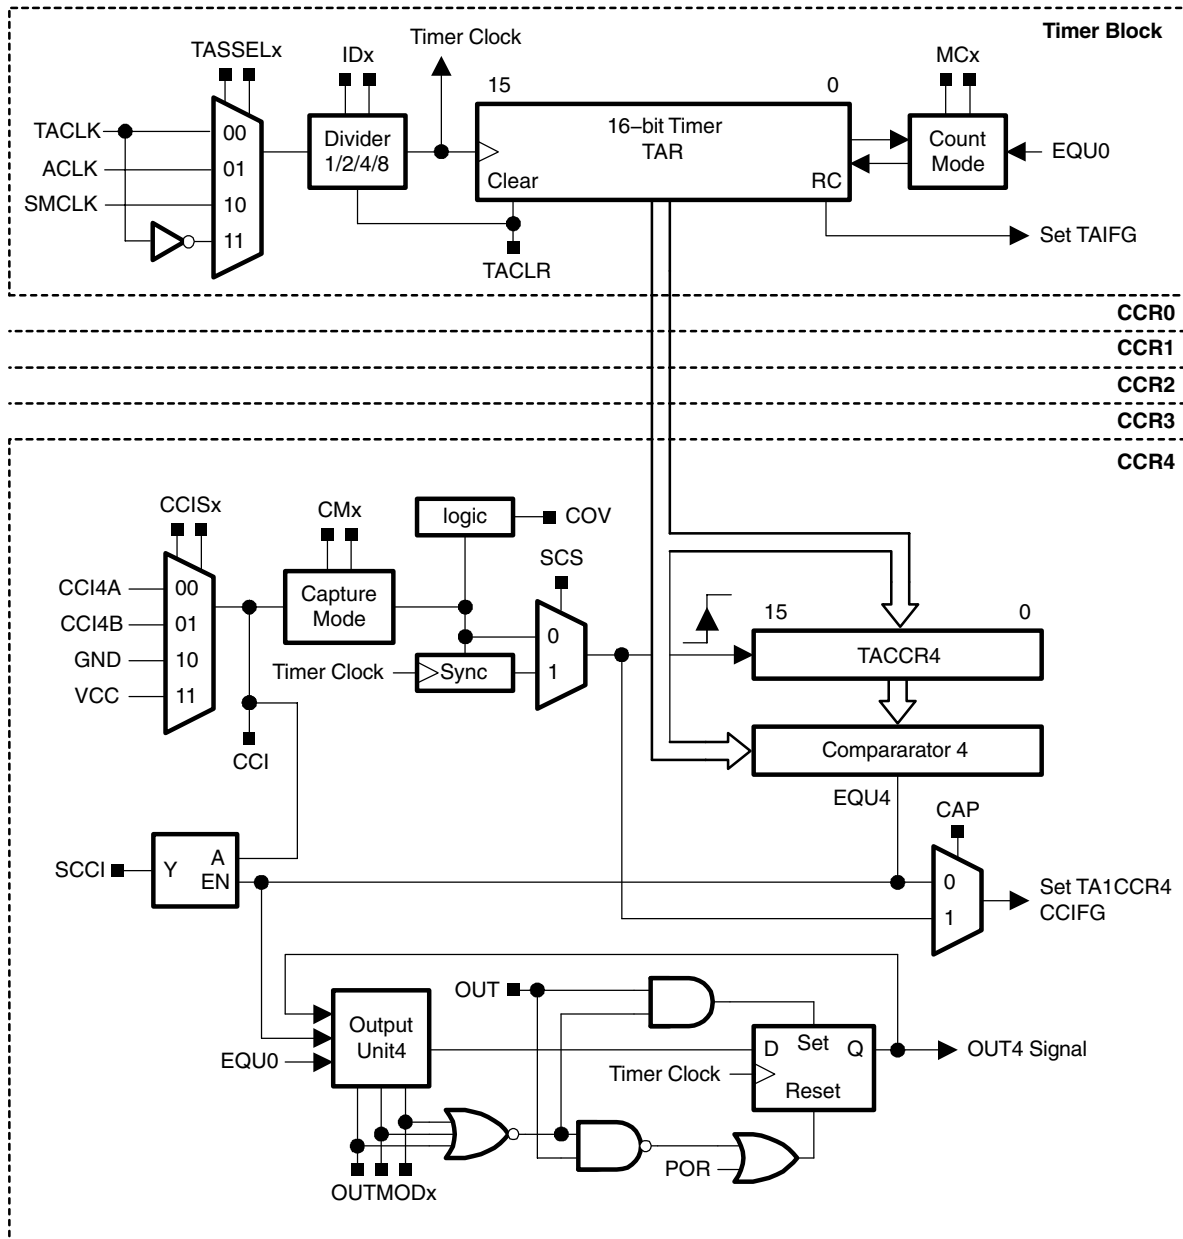 Timer Block
Timer Clock
TASSELx
IDx
MCx
15
0
TACLK
00
Divider
1/2/4/8
16−bit Timer
TAR
Count
Mode
EQU0
ACLK
01
SMCLK
10
Clear
RC
11
Set TAIFG
TACLR
CCR0
CCR1
CCR2
CCR3
CCR4
CCISx
CMx
logic
COV
SCS
CCI4A
00
Capture
Mode
15
0
CCI4B
01
0
TACCR4
GND
10
Timer Clock
Sync
1
VCC
11
CCI
Compararator 4
EQU4
CAP
SCCI
Y
A
EN
0
Set TA1CCR4
CCIFG
1
OUT
Output
Unit4
EQU0
D
Set
Q
OUT4 Signal
Timer Clock
Reset
POR
OUTMODx